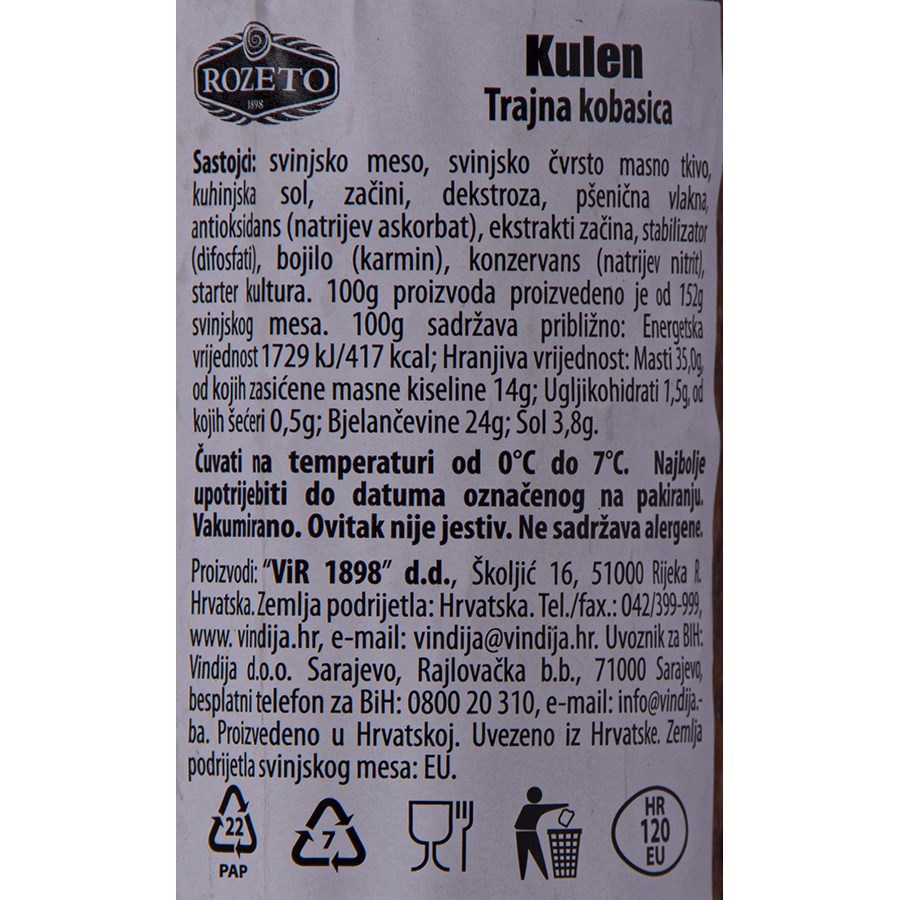 ROZETO
1898
Kulen
Trajna kobasica
Sastojci: svinjsko meso, svinjsko čvrsto masno tkivo,
kuhinjska sol, začini, dekstroza, pšenična vlakna,
antioksidans (natrijev askorbat), ekstrakti začina, stabilizator
(difosfati), bojilo (karmin), konzervans (natrijev nitrit),
starter kultura. 100g proizvoda proizvedeno je od 152g
svinjskog mesa. 100g sadržava približno: Energetska
vrijednost 1729 kJ/417 kcal; Hranjiva vrijednost: Masti 35,0g,
od kojih zasićene masne kiseline 14g; Ugljikohidrati 1,5g, od
kojih šećeri 0,5g; Bjelančevine 24g; Sol 3,8g.
Čuvati na temperaturi od 0°C do 7°C. Najbolje
upotrijebiti do datuma označenog na pakiranju.
Vakumirano. Ovitak nije jestiv. Ne sadržava alergene.
Proizvodi: "ViR 1898" d.d., Školjić 16, 51000 Rijeka R.
Hrvatska. Zemlja podrijetla: Hrvatska. Tel./fax.: 042/399-999,
www. vindija.hr, e-mail: vindija@vindija.hr. Uvoznik za BIH:
Vindija d.o.o. Sarajevo, Rajlovačka b.b., 71000 Sarajevo,
besplatni telefon za BiH: 0800 20 310, e-mail: info@vindija.-
ba. Proizvedeno u Hrvatskoj. Uvezeno iz Hrvatske. Zemlja
podrijetla svinjskog mesa: EU.
22
PAP
7
HR
120
EU